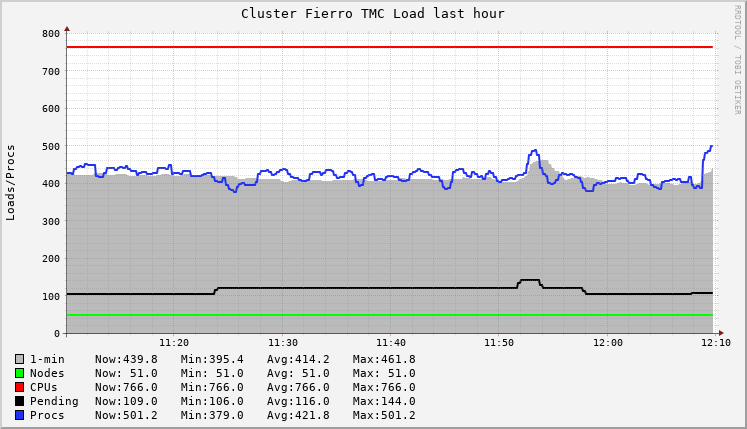 Cluster Fierro TMC Load last hour
RRDTOOL / TOBI OETIKER
Loads/Procs
800
700
600
500
400
300
200
100
0
11:20 11:30 11:40 11:50 12:00 12:10
1-min Now:439.8 Min:395.4 Avg:414.2 Max:461.8
Nodes Now: 51.0 Min: 51.0 Avg: 51.0 Max: 51.0
CPUs Now:766.0 Min:766.0 Avg:766.0 Max:766.0
Pending Now:109.0 Min:106.0 Avg:116.0 Max:144.0
Procs Now:501.2 Min:379.0 Avg:421.8 Max:501.2